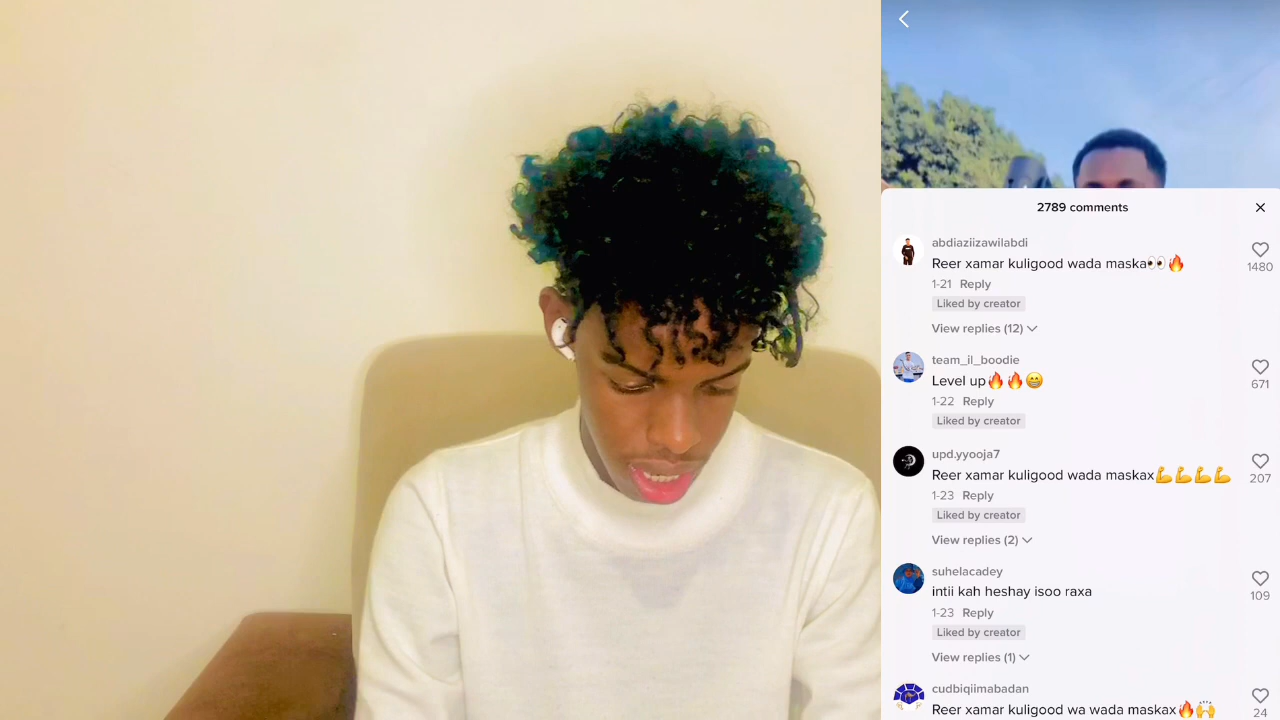 2789 comments
abdiaziizawilabdi
Reer xamar kuligood wada maska👀🔥
1480
1-21 Reply
Liked by creator
View replies (12)
team_il_boodie
Level up🔥🔥😁
671
1-22 Reply
Liked by creator
upd.yyooja7
Reer xamar kuligood wada maskax💪💪💪💪
207
1-23 Reply
Liked by creator
View replies (2)
suhelacadey
intii kah heshay isoo raxa
109
1-23 Reply
Liked by creator
View replies (1)
cudbiqiimabadan
Reer xamar kuligood wa wada maskax🔥🙌
24